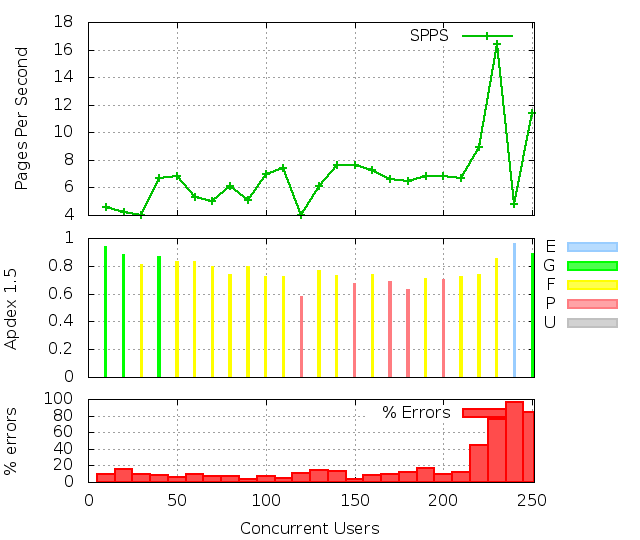 18
16
14
12
10
8
6
4
Pages Per Second
SPPS
1
0.8
0.6
0.4
0.2
0
Apdex 1.5
E
G
F
P
U
100
80
60
40
20
0
% errors
% Errors
0 50 100 150 200 250
Concurrent Users